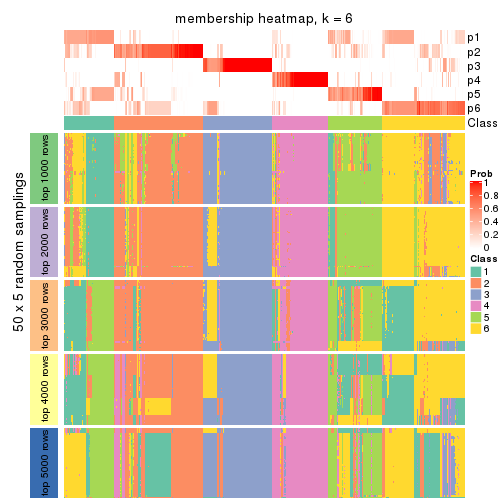 membership heatmap, k = 6
p1
p2
p3
p4
p5
p6
Class
50 x 5 random samplings
top 1000 rows
top 2000 rows
top 3000 rows
top 4000 rows
top 5000 rows
Prob
1
0.8
0.6
0.4
0.2
0
Class
1
2
3
4
5
6